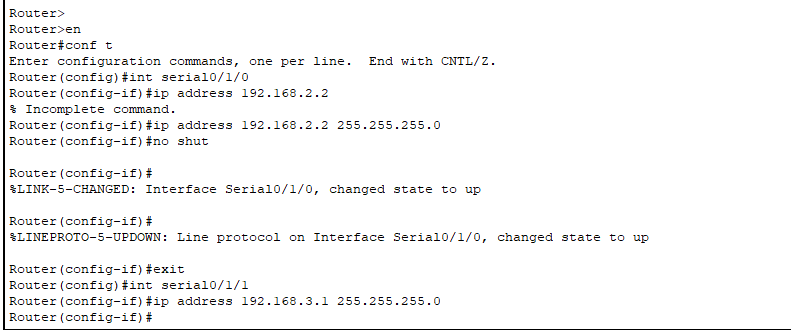 Router>
Router>en
Router#conf t
Enter configuration commands, one per line.  End with CNTL/Z.
Router(config)#int serial0/1/0
Router(config-if)#ip address 192.168.2.2
% Incomplete command.
Router(config-if)#ip address 192.168.2.2 255.255.255.0
Router(config-if)#no shut
Router(config-if)#
%LINK-5-CHANGED: Interface Serial0/1/0, changed state to up
Router(config-if)#
%LINEPROTO-5-UPDOWN: Line protocol on Interface Serial0/1/0, changed state to up
Router(config-if)#exit
Router(config)#int serial0/1/1
Router(config-if)#ip address 192.168.3.1 255.255.255.0
Router(config-if)#